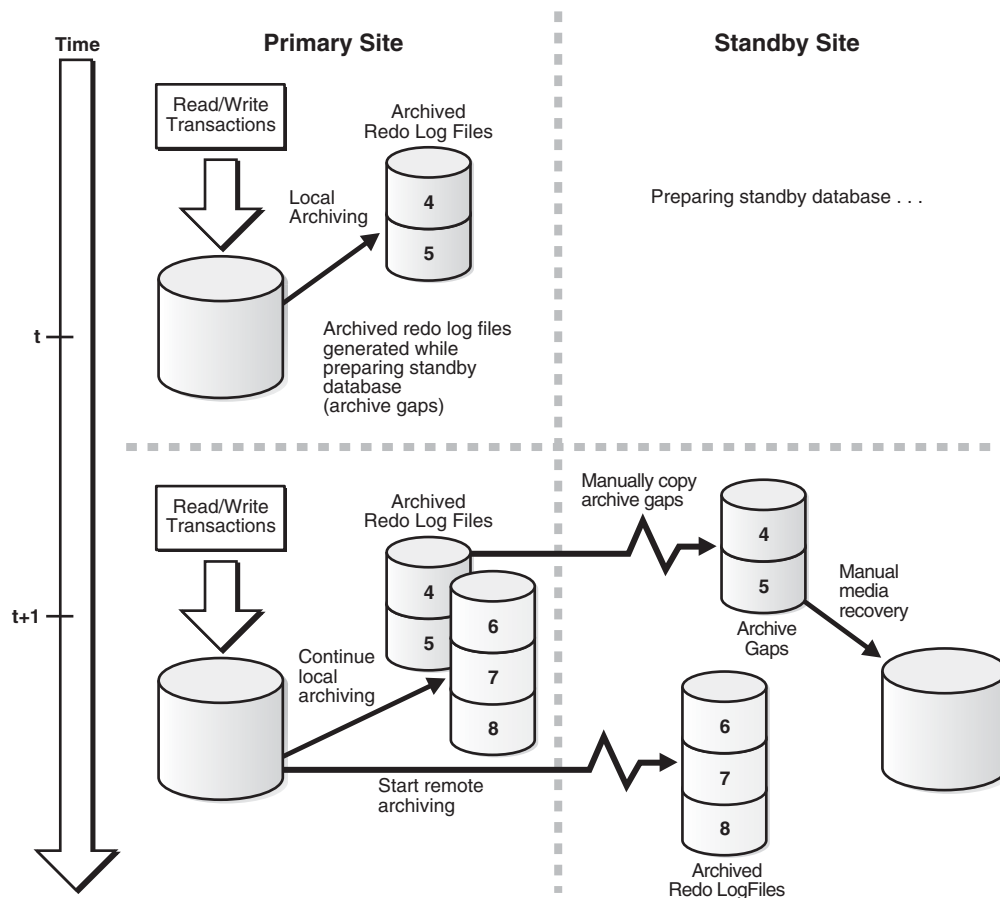 Time
Primary Site
Standby Site
Read/Write
Transactions
Archived
Redo Log Files
Local
Archiving
4
5
Preparing standby database . . .
t
Archived redo log files
generated while
preparing standby
database
(archive gaps)
Read/Write
Transactions
Archived
Redo Log Files
4
5
6
7
8
Manually copy
archive gaps
4
5
Archive
Gaps
Manual
media
recovery
t+1
Continue
local
archiving
Start remote
archiving
6
7
8
Archived
Redo LogFiles